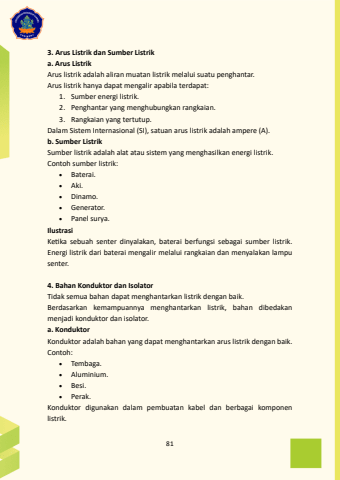 3. Arus Listrik dan Sumber Listrik
a. Arus Listrik
Arus listrik adalah aliran muatan listrik melalui suatu penghantar.
Arus listrik hanya dapat mengalir apabila terdapat:
1. Sumber energi listrik.
2. Penghantar yang menghubungkan rangkaian.
3. Rangkaian yang tertutup.
Dalam Sistem Internasional (SI), satuan arus listrik adalah ampere (A).
b. Sumber Listrik
Sumber listrik adalah alat atau sistem yang menghasilkan energi listrik.
Contoh sumber listrik:
• Baterai.
• Aki.
• Dinamo.
• Generator.
• Panel surya.
Ilustrasi
Ketika sebuah senter dinyalakan, baterai berfungsi sebagai sumber listrik.
Energi listrik dari baterai mengalir melalui rangkaian dan menyalakan lampu
senter.
4. Bahan Konduktor dan Isolator
Tidak semua bahan dapat menghantarkan listrik dengan baik.
Berdasarkan kemampuannya menghantarkan listrik, bahan dibedakan
menjadi konduktor dan isolator.
a. Konduktor
Konduktor adalah bahan yang dapat menghantarkan arus listrik dengan baik.
Contoh:
• Tembaga.
• Aluminium.
• Besi.
• Perak.
Konduktor digunakan dalam pembuatan kabel dan berbagai komponen
listrik.
81